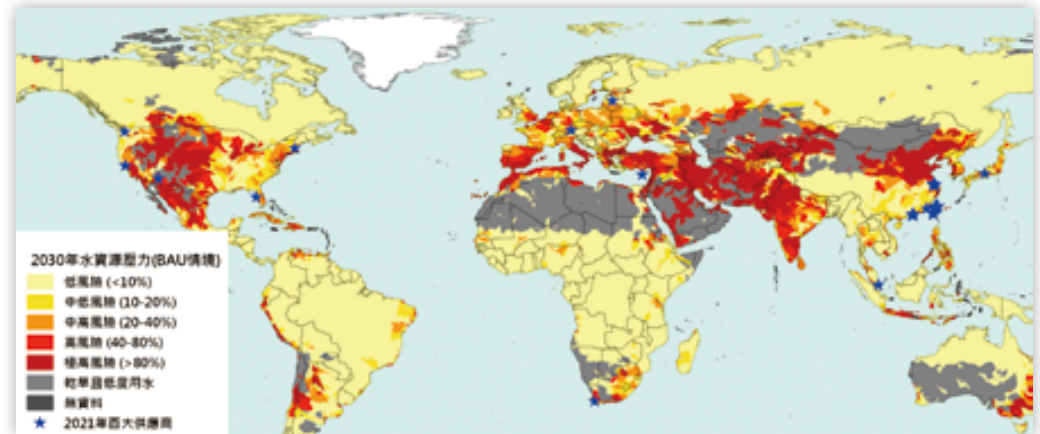 2030年水資源壓力(BAU情境)
低風險 (<10%)
中低風險 (10-20%)
中高風險 (20-40%)
高風險 (40-80%)
極高風險 (>80%)
乾旱且低度用水
無資料
2021年百大供應商